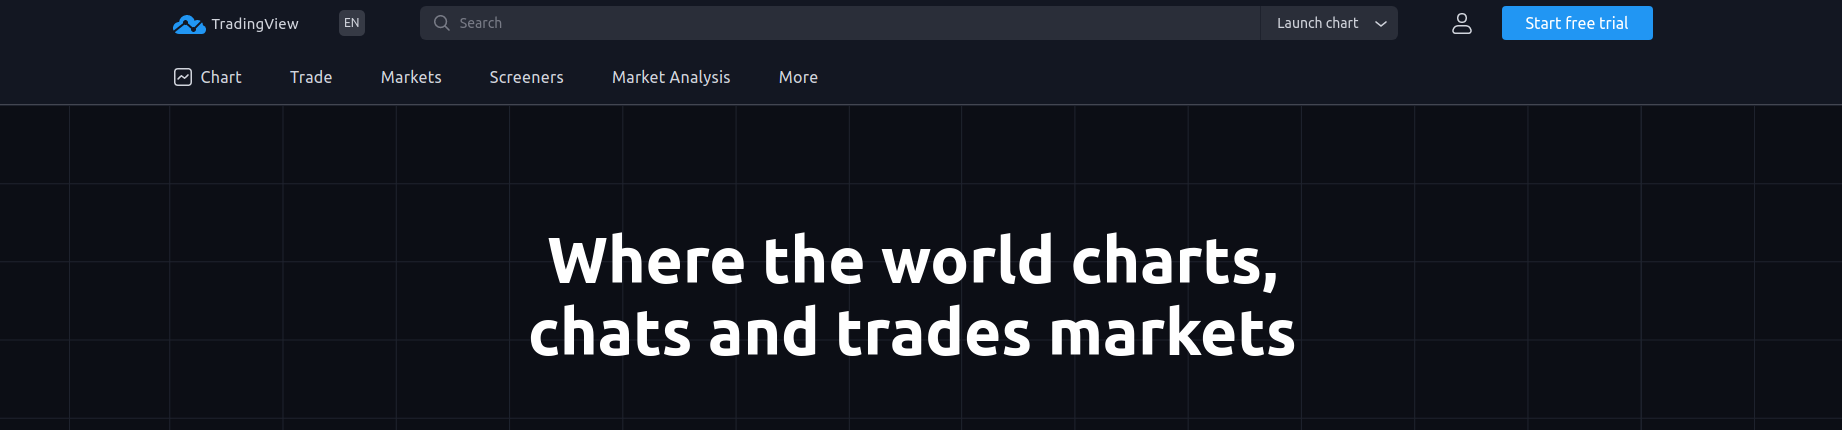 TradingView EN Search Launch chart Start free trial
Chart Trade Markets Screeners Market Analysis More
Where the world charts,
chats and trades markets